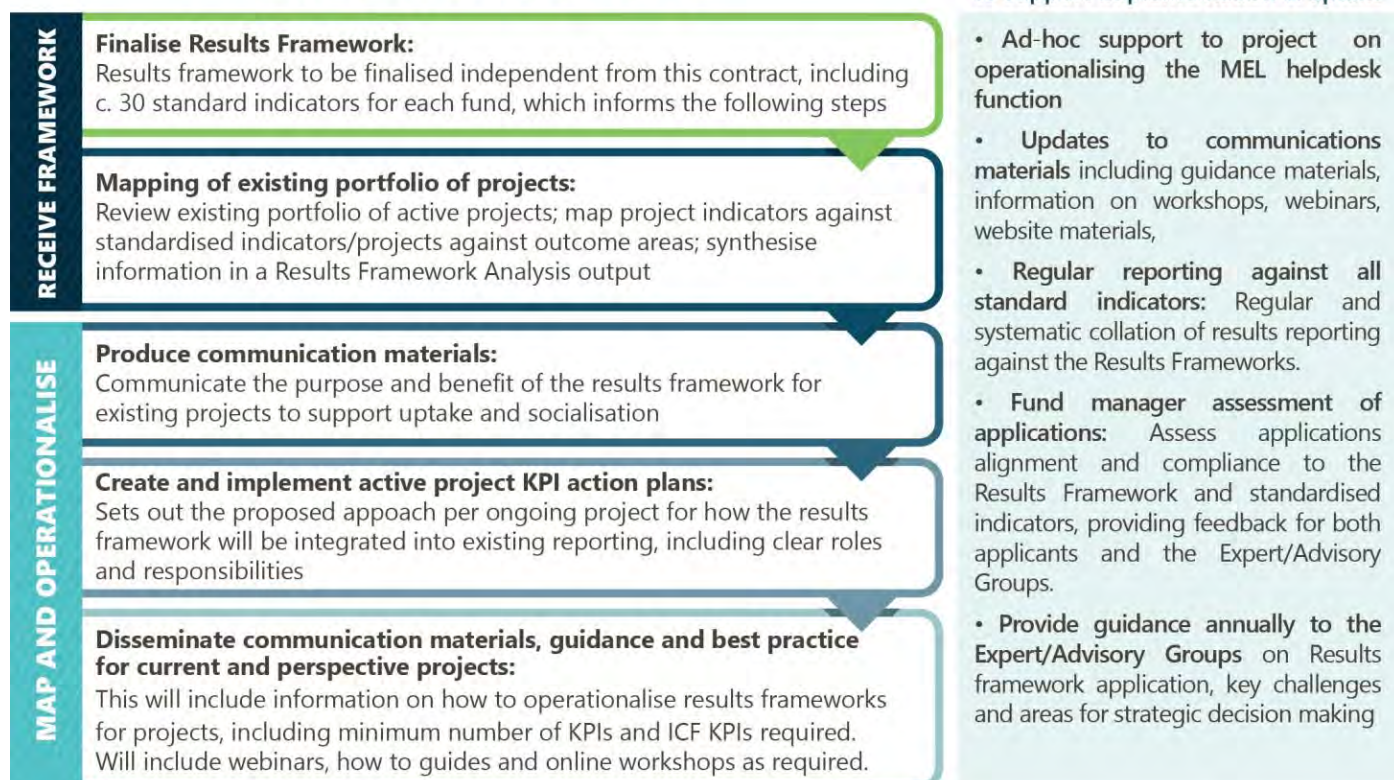 RECEIVE FRAMEWORK
Finalise Results Framework:
Results framework to be finalised independent from this contract, including
c. 30 standard indicators for each fund, which informs the following steps
Mapping of existing portfolio of projects:
Review existing portfolio of active projects; map project indicators against
standardised indicators/projects against outcome areas; synthesise
information in a Results Framework Analysis output
MAP AND OPERATIONALISE
Produce communication materials:
Communicate the purpose and benefit of the results framework for
existing projects to support uptake and socialisation
Create and implement active project KPI action plans:
Sets out the proposed appoach per ongoing project for how the results
framework will be integrated into existing reporting, including clear roles
and responsibilities
Disseminate communication materials, guidance and best practice
for current and perspective projects:
This will include information on how to operationalise results frameworks
for projects, including minimum number of KPIs and ICF KPIs required.
Will include webinars, how to guides and online workshops as required.
• Ad-hoc support to project on
operationalising the MEL helpdesk
function
• Updates to communications
materials including guidance materials,
information on workshops, webinars,
website materials,
• Regular reporting against all
standard indicators: Regular and
systematic collation of results reporting
against the Results Frameworks.
• Fund manager assessment of
applications: Assess applications
alignment and compliance to the
Results Framework and standardised
indicators, providing feedback for both
applicants and the Expert/Advisory
Groups.
• Provide guidance annually to the
Expert/Advisory Groups on Results
framework application, key challenges
and areas for strategic decision making